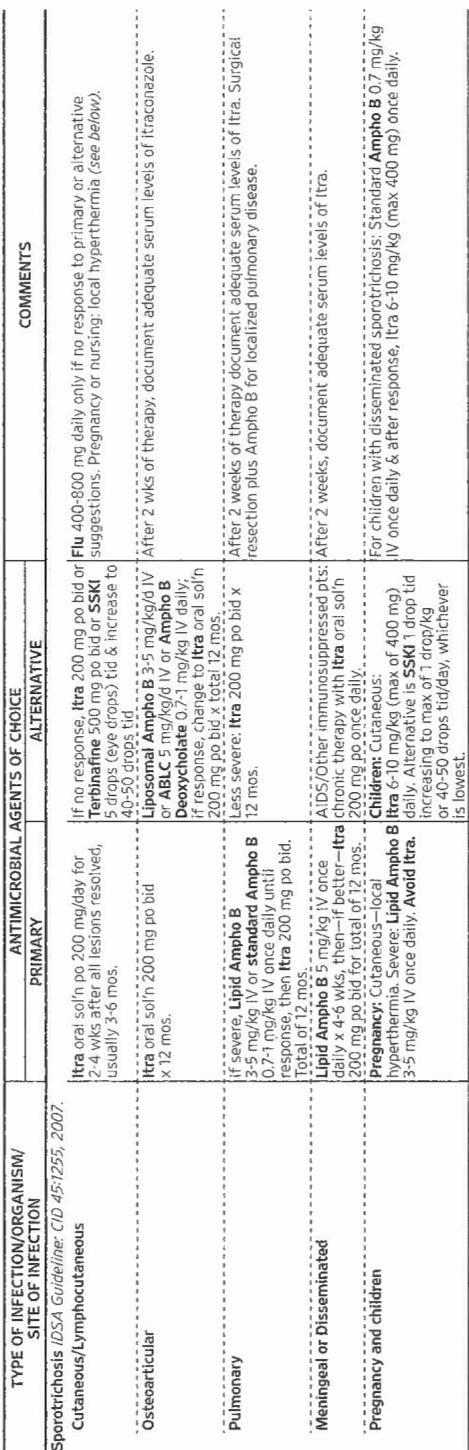 TYPE OF INFECTION/ORGANISM/
SITE OF INFECTION
ANTIMICROBIAL AGENTS OF CHOICE
PRIMARY
ALTERNATIVE
COMMENTS
Sporotrichosis IDSA Guideline: CID 45:1255, 2007.
Cutaneous/Lymphocutaneous
Itra oral sol'n po 200 mg/day for
2-4 wks after all lesions resolved,
usually 3-6 mos.
If no response, Itra 200 mg po bid or
Terbinafine 500 mg po bid or SSKI
5 drops (eye drops) tid & increase to
40-50 drops tid
Flu 400-800 mg daily only if no response to primary or alternative
suggestions. Pregnancy or nursing: local hyperthermia (see below).
Osteoarticular
Itra oral sol'n 200 mg po bid
x 12 mos.
Liposomal Ampho B 3-5 mg/kg/d IV
or ABLC 5 mg/kg/d IV or Ampho B
Deoxycholate 0.7-1 mg/kg IV daily;
if response, change to Itra oral sol'n
200 mg po bid x total 12 mos.
After 2 wks of therapy, document adequate serum levels of itraconazole.
Pulmonary
If severe, Lipid Ampho B
3-5 mg/kg IV or standard Ampho B
0.7-1 mg/kg IV once daily until
response, then Itra 200 mg po bid.
Total of 12 mos.
Less severe: Itra 200 mg po bid x
12 mos.
After 2 weeks of therapy document adequate serum levels of Itra. Surgical
resection plus Ampho B for localized pulmonary disease.
Meningeal or Disseminated
Lipid Ampho B 5 mg/kg IV once
daily x 4-6 wks, then—if better—Itra
200 mg po bid for total of 12 mos.
AIDS/Other immunosuppressed pts:
chronic therapy with Itra oral sol'n
200 mg po once daily.
After 2 weeks, document adequate serum levels of Itra.
Pregnancy and children
Pregnancy: Cutaneous—local
hyperthermia. Severe: Lipid Ampho B
3-5 mg/kg IV once daily. Avoid Itra.
Children: Cutaneous:
Itra 6-10 mg/kg (max of 400 mg)
daily. Alternative is SSKI 1 drop tid
increasing to max of 1 drop/kg
or 40-50 drops tid/day, whichever
is lowest.
For children with disseminated sporotrichosis: Standard Ampho B 0.7 mg/kg
IV once daily & after response, Itra 6-10 mg/kg (max 400 mg) once daily.